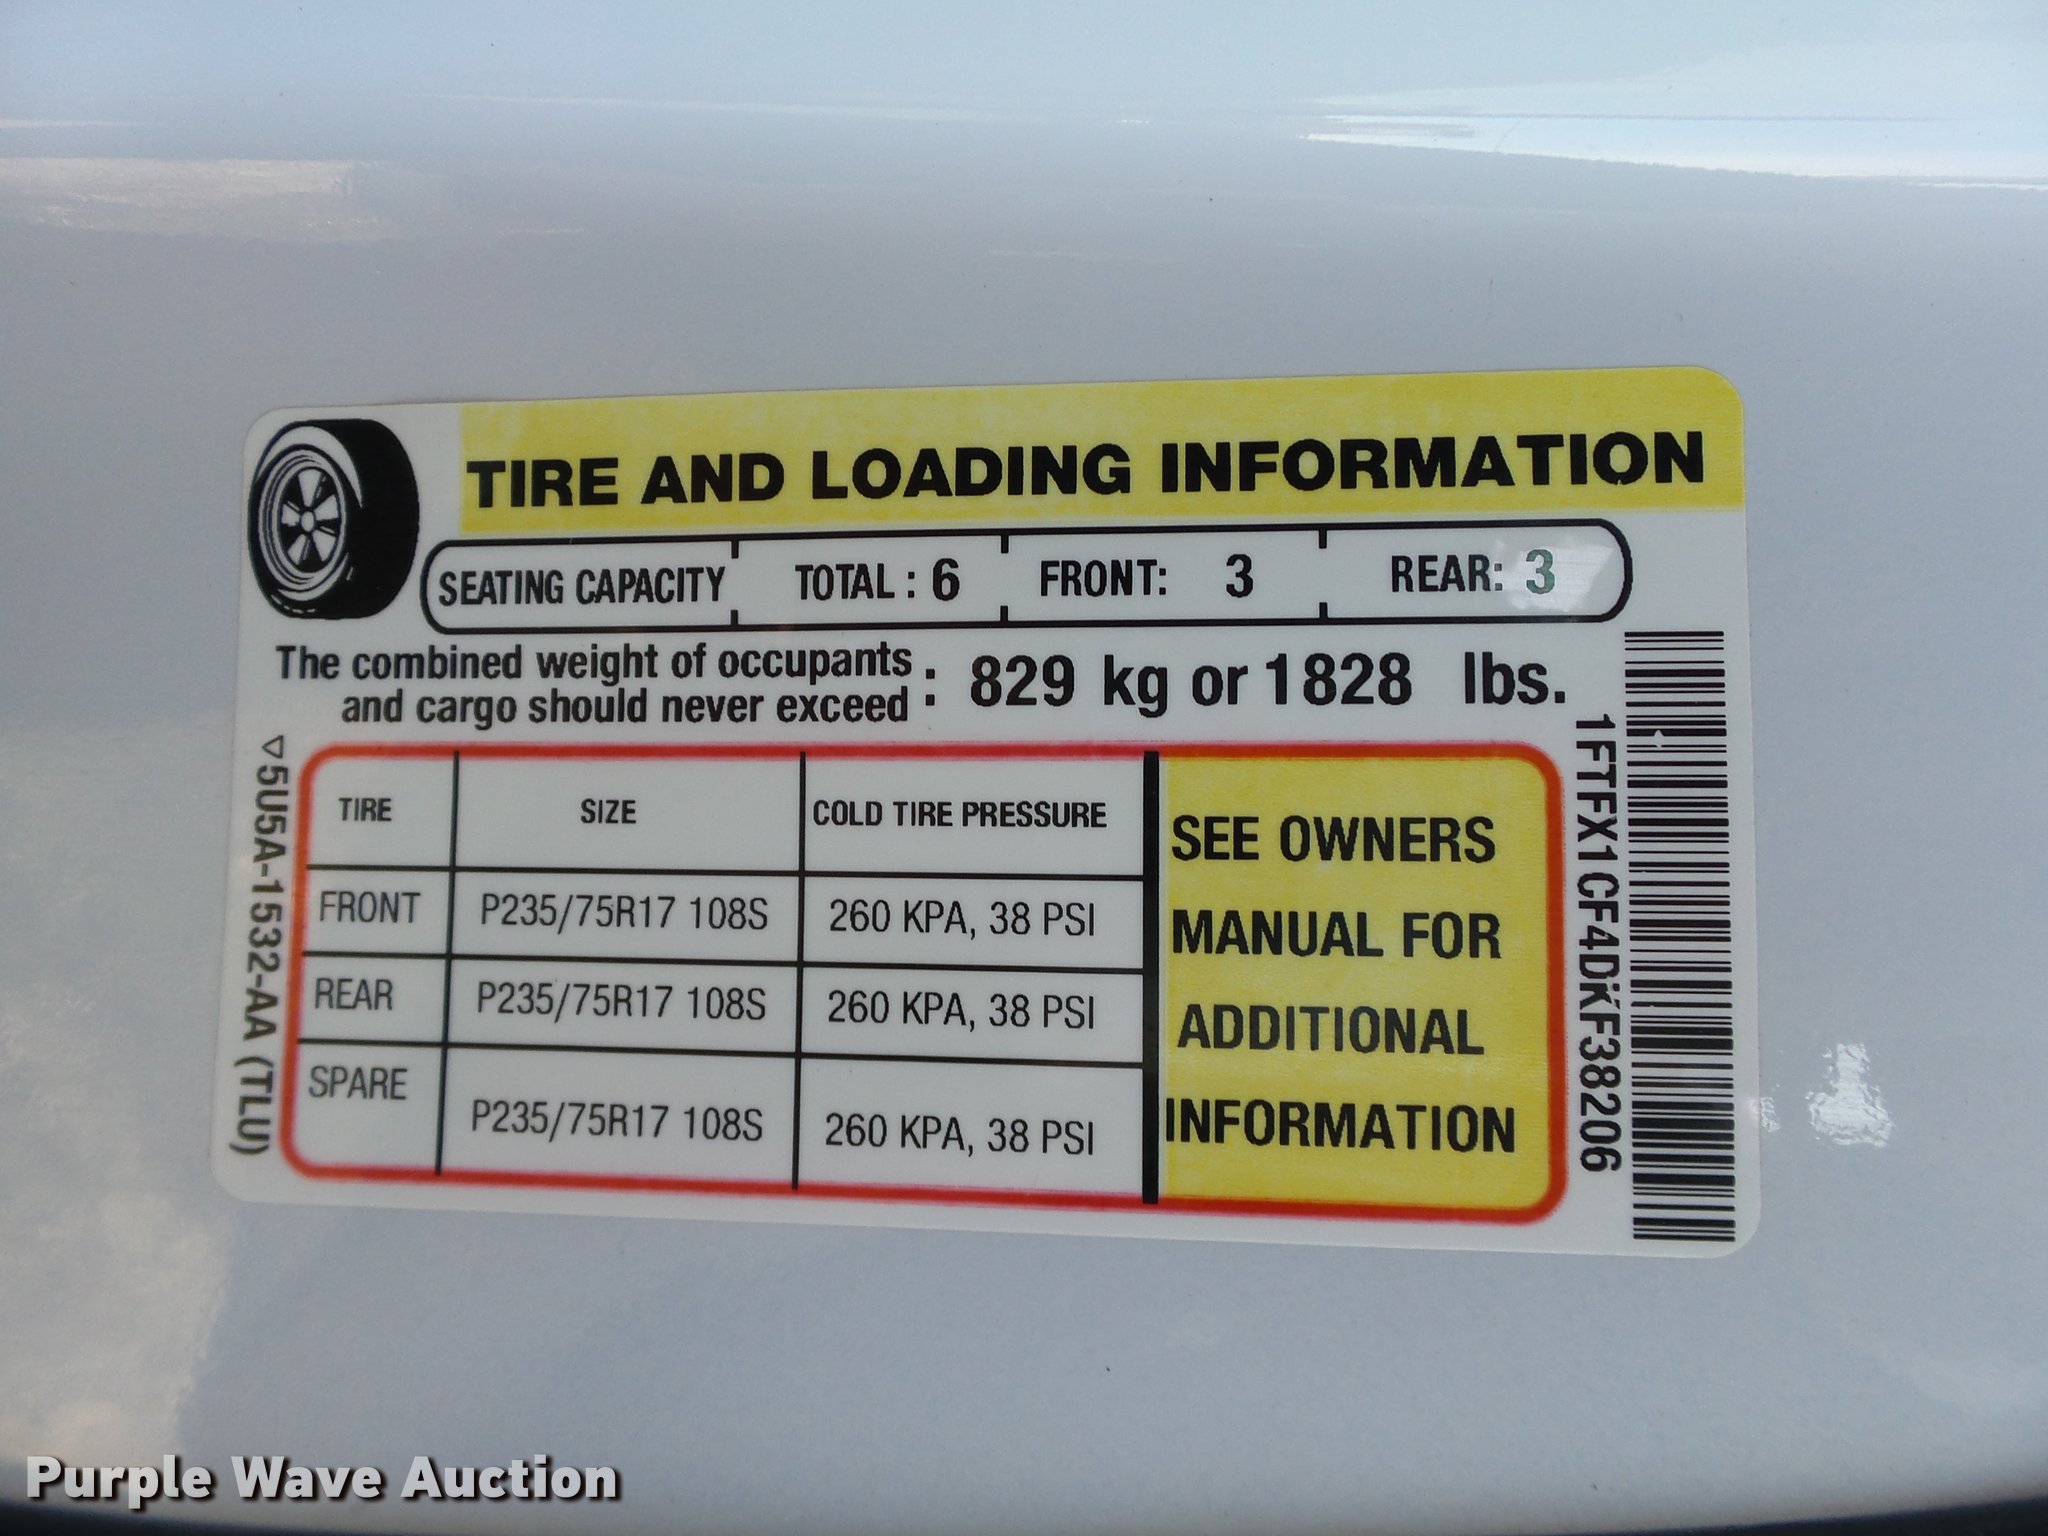 TIRE AND LOADING INFORMATION
SEATING CAPACITY TOTAL : 6 FRONT: 3 REAR: 3
The combined weight of occupants
and cargo should never exceed : 829 kg or 1828 lbs.
TIRE SIZE COLD TIRE PRESSURE
FRONT P235/75R17 108S 260 KPA, 38 PSI
REAR P235/75R17 108S 260 KPA, 38 PSI
SPARE P235/75R17 108S 260 KPA, 38 PSI
SEE OWNERS
MANUAL FOR
ADDITIONAL
INFORMATION
5U5A-1532-AA (TLU)
1FTFX1CF4DKF38206
Purple Wave Auction